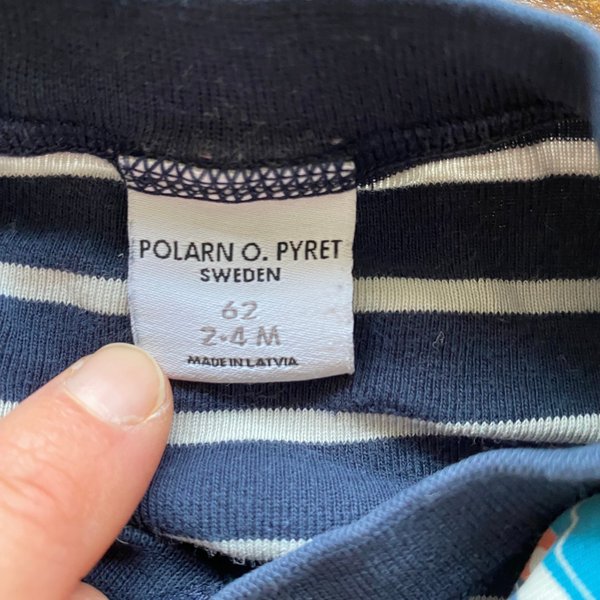 POLARN O. PYRET
SWEDEN
62
2-4 M
MADE IN LATVIA